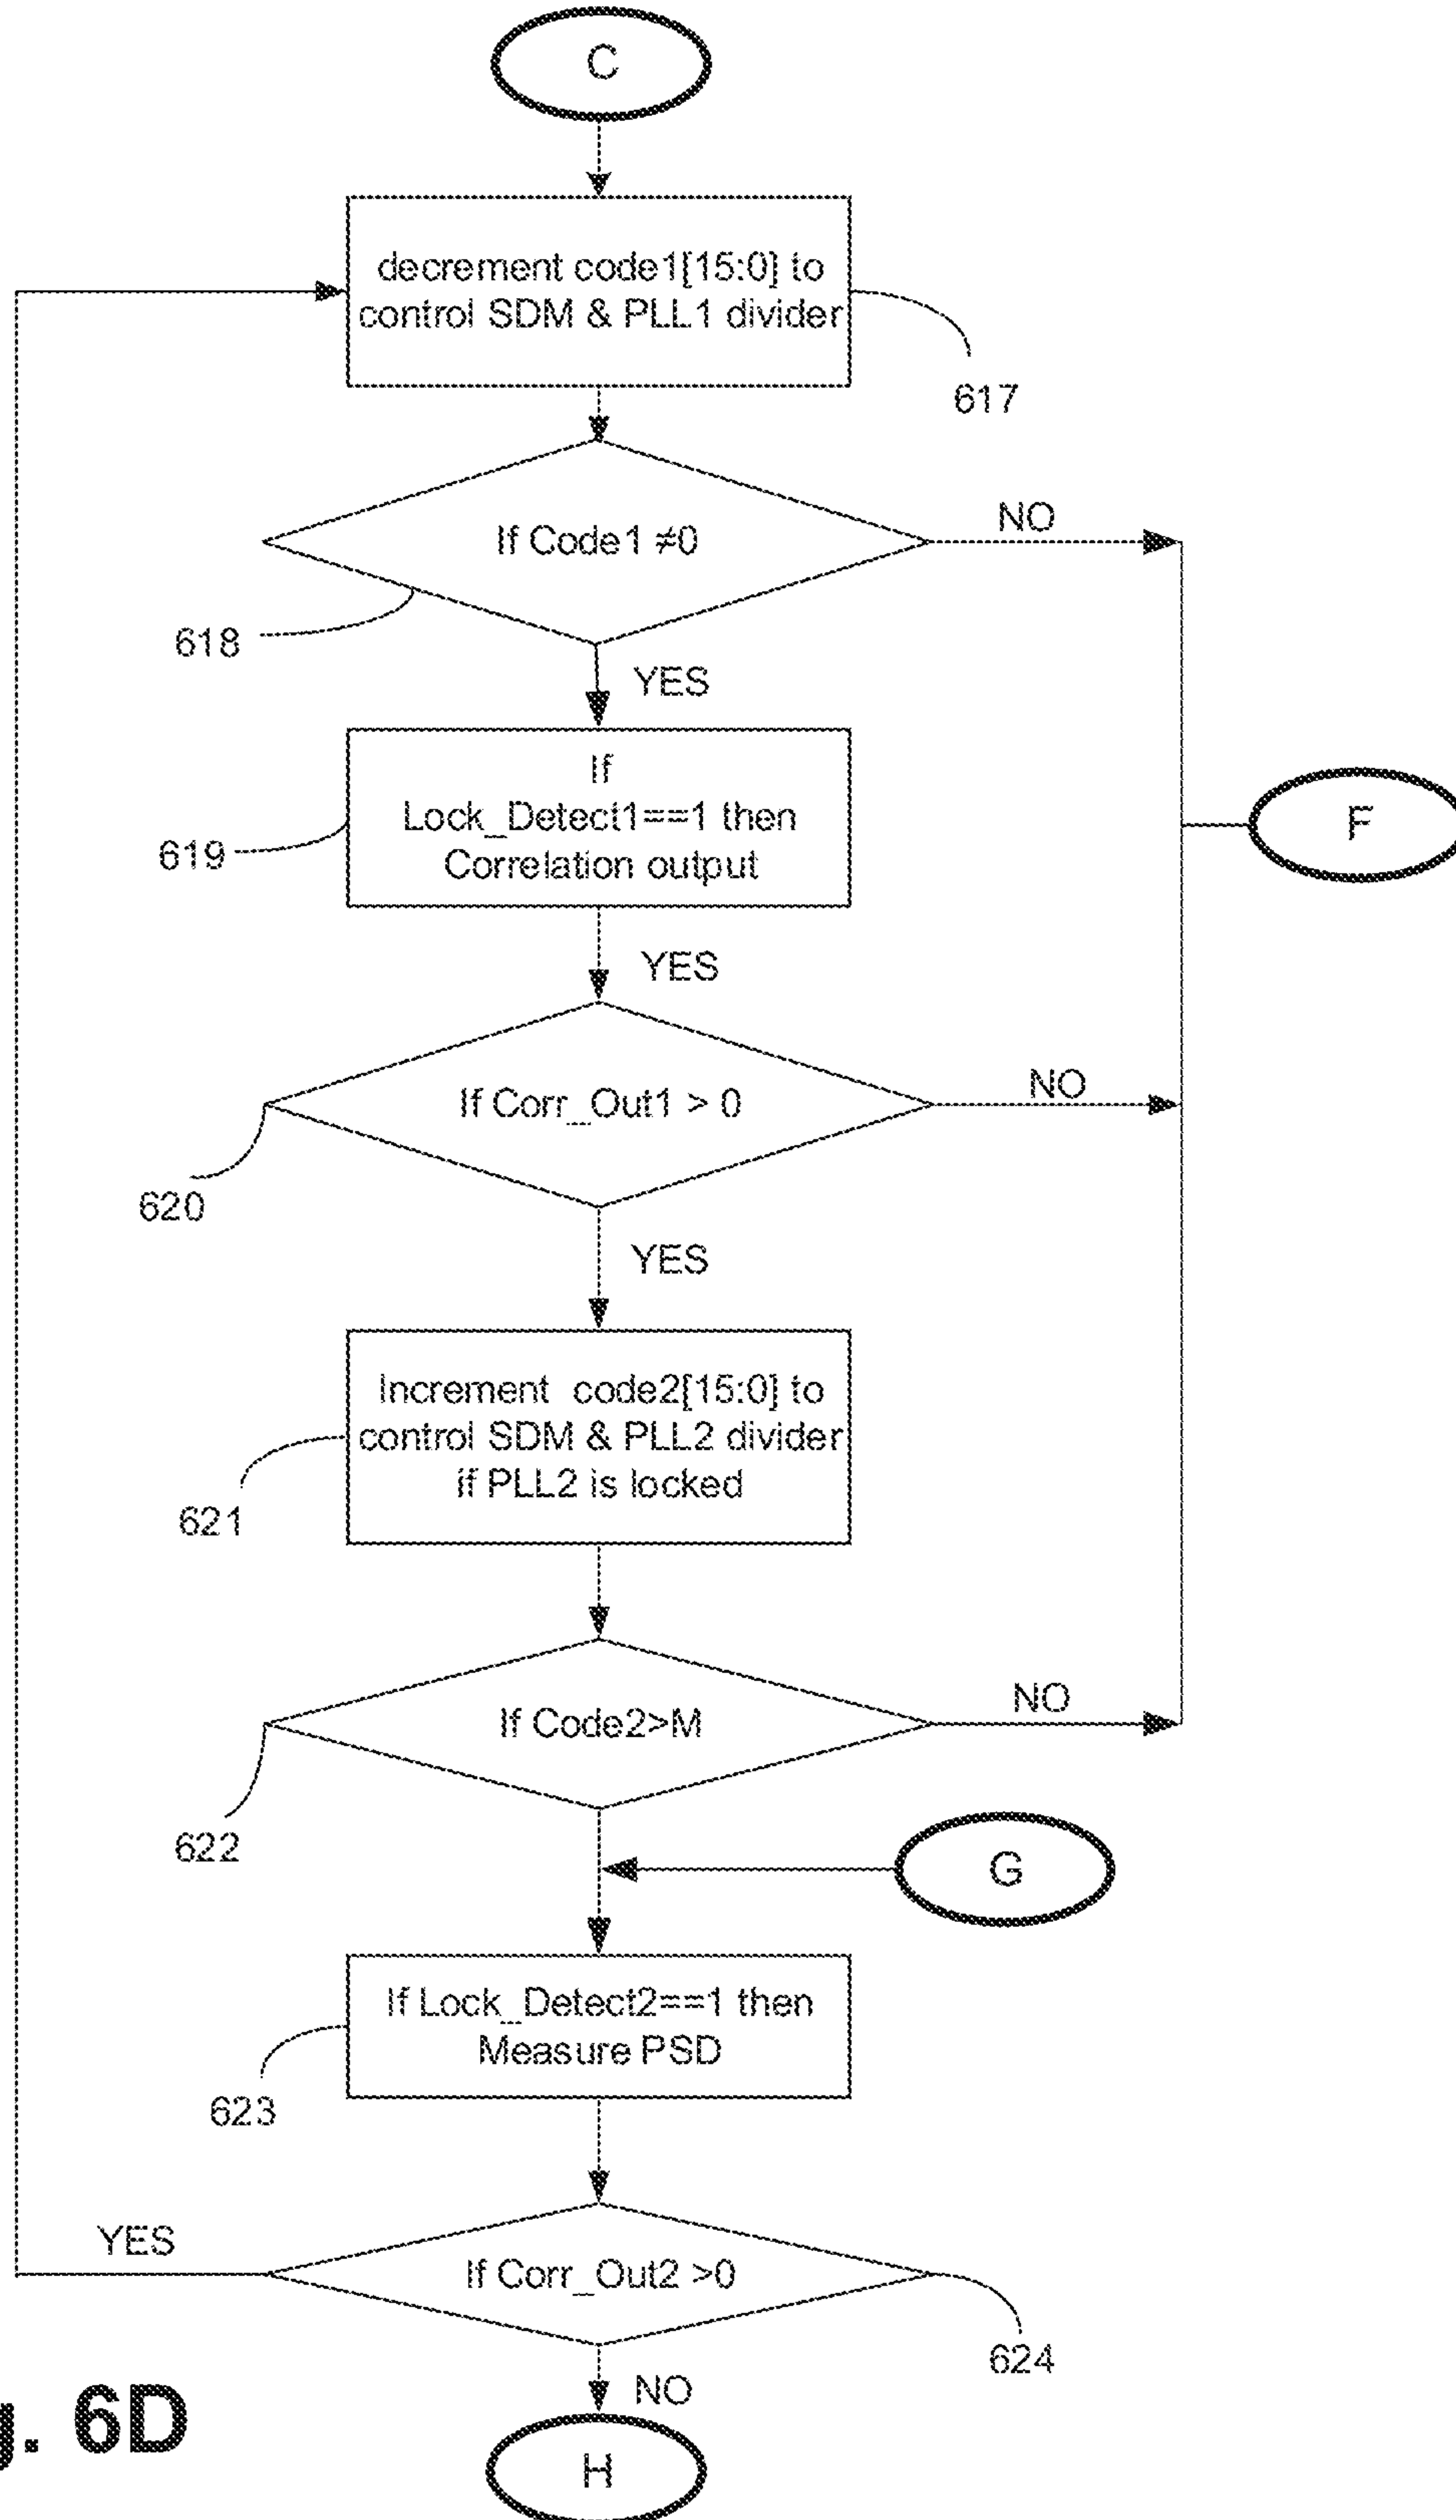 C
decrement code1[15:0] to
control SDM & PLL1 divider
617
If Code1 ≠0
NO
618
YES
If
Lock_Detect1==1 then
Correlation output
619
F
YES
If Corr_Out1 > 0
NO
620
YES
Increment code2[15:0] to
control SDM & PLL2 divider
if PLL2 is locked
621
If Code2>M
NO
622
G
If Lock_Detect2==1 then
Measure PSD
623
YES
If Corr_Out2 >0
624
NO
H
g. 6D